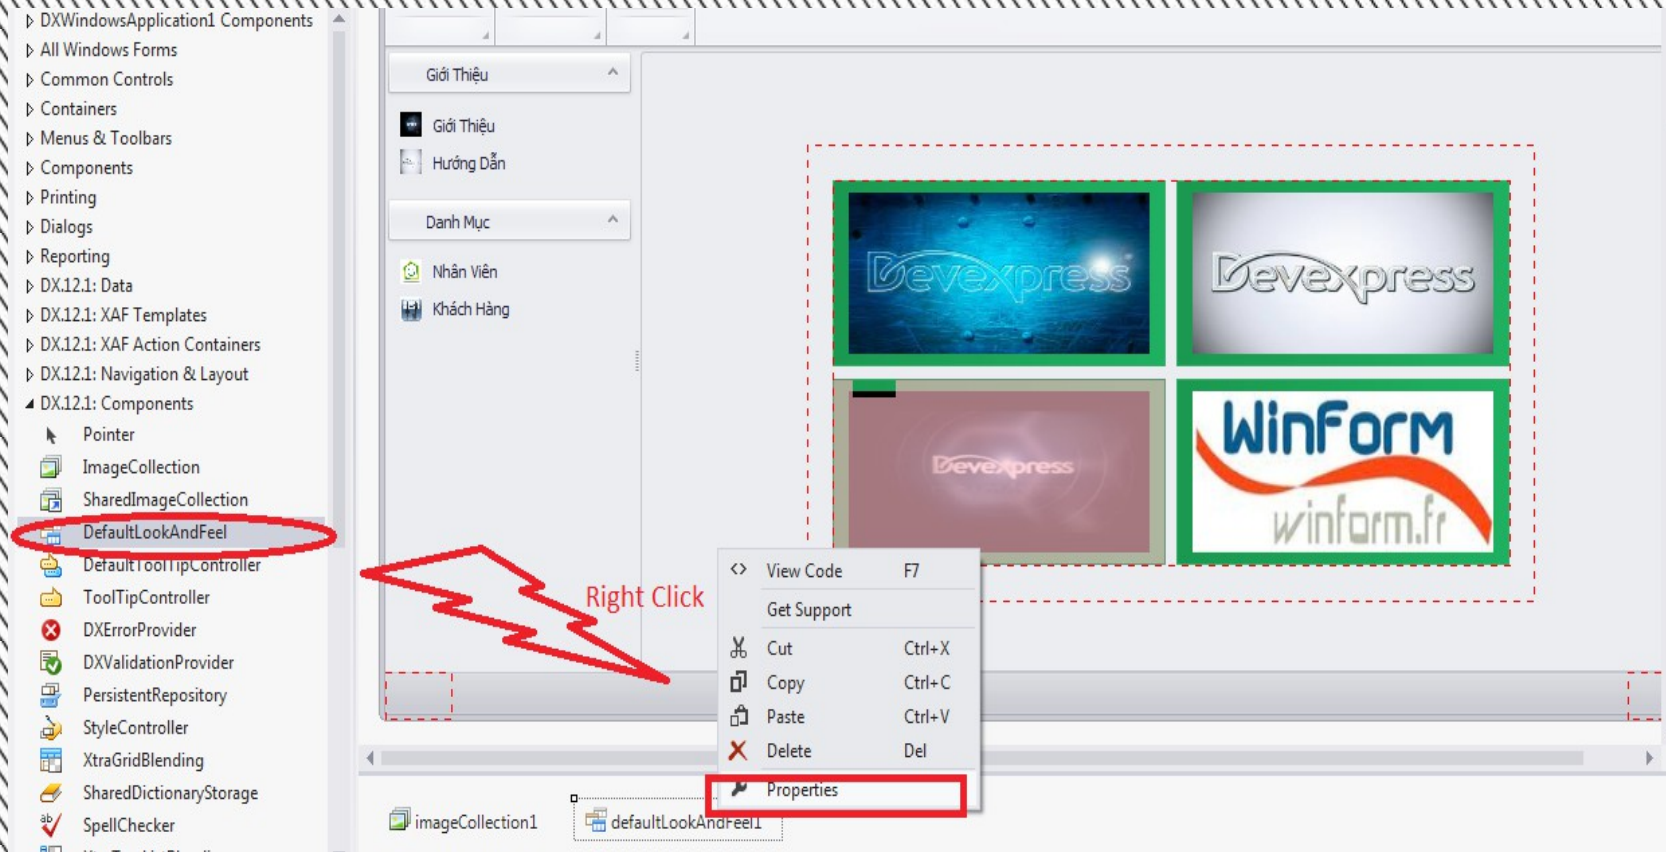 DXWindowsApplication1 Components
All Windows Forms
Common Controls
Containers
Menus & Toolbars
Components
Printing
Dialogs
Reporting
DX.12.1: Data
DX.12.1: XAF Templates
DX.12.1: XAF Action Containers
DX.12.1: Navigation & Layout
DX.12.1: Components
Pointer
ImageCollection
SharedImageCollection
DefaultLookAndFeel
DefaultToolTipController
ToolTipController
DXErrorProvider
DXValidationProvider
PersistentRepository
StyleController
XtraGridBlending
SharedDictionaryStorage
SpellChecker
Giới Thiệu
Giới Thiệu
Hướng Dẫn
Danh Mục
Nhân Viên
Khách Hàng
Devexpress
Devexpress
Devexpress
WinForm
winform.fr
Right Click
View Code F7
Get Support
Cut Ctrl+X
Copy Ctrl+C
Paste Ctrl+V
Delete Del
Properties
imageCollection1
defaultLookAndFeel1